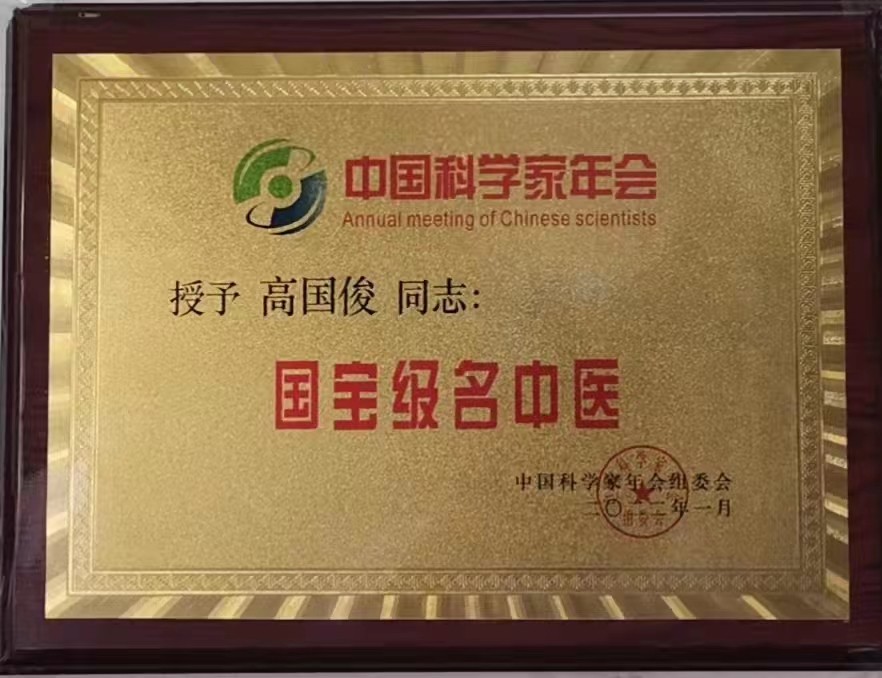 中国科学家年会
Annual meeting of Chinese scientists
授予 高国俊 同志：
国宝级名中医
中国科学家年会组委会
二〇二二年一月